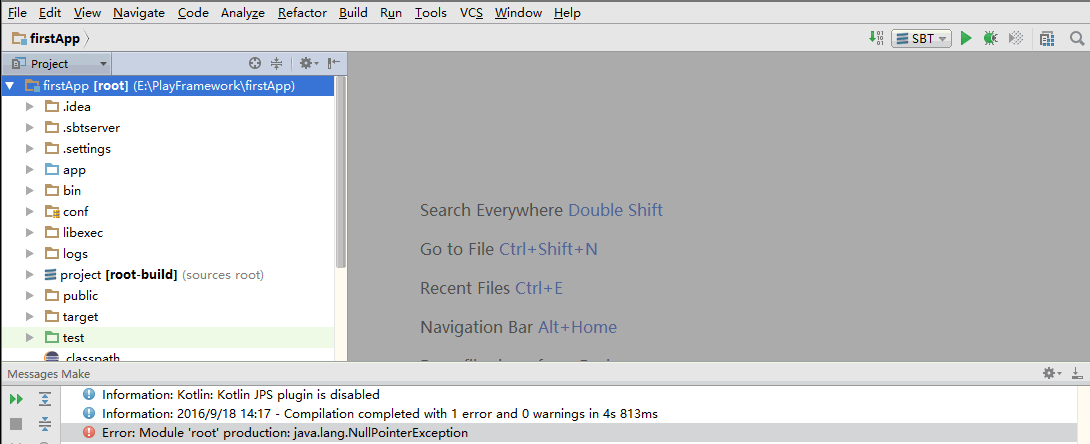 File Edit View Navigate Code Analyze Refactor Build Run Tools VCS Window Help
firstApp
SBT
Project
firstApp [root] (E:\PlayFramework\firstApp)
.idea
.sbtserver
.settings
app
bin
conf
libexec
logs
project [root-build] (sources root)
public
target
test
.classpath
Search Everywhere Double Shift
Go to File Ctrl+Shift+N
Recent Files Ctrl+E
Navigation Bar Alt+Home
Messages Make
Information: Kotlin: Kotlin JPS plugin is disabled
Information: 2016/9/18 14:17 - Compilation completed with 1 error and 0 warnings in 4s 813ms
Error: Module 'root' production: java.lang.NullPointerException